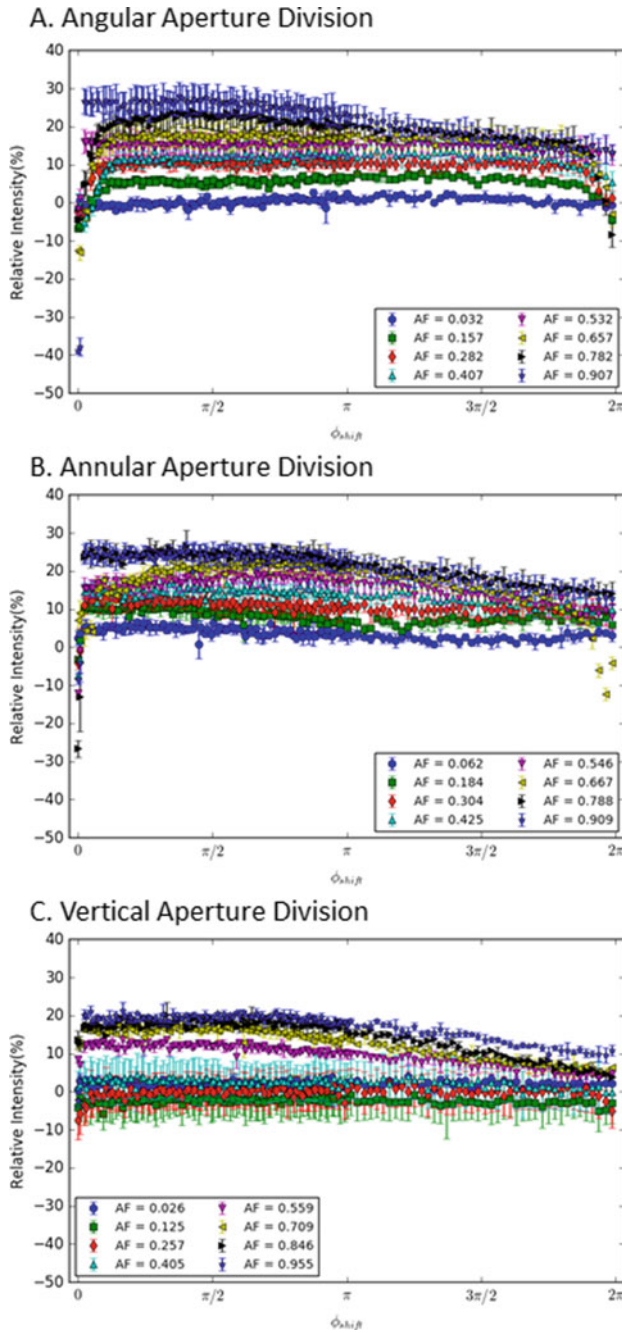 A. Angular Aperture Division
40
30
20
10
0
−10
−20
−30
−40
−50
Relative Intensity(%)
AF = 0.032
AF = 0.157
AF = 0.282
AF = 0.407
AF = 0.532
AF = 0.657
AF = 0.782
AF = 0.907
0
π/2
π
3π/2
2π
ϕshift
B. Annular Aperture Division
40
30
20
10
0
−10
−20
−30
−40
−50
Relative Intensity(%)
AF = 0.062
AF = 0.184
AF = 0.304
AF = 0.425
AF = 0.546
AF = 0.667
AF = 0.788
AF = 0.909
0
π/2
π
3π/2
2π
ϕshift
C. Vertical Aperture Division
40
30
20
10
0
−10
−20
−30
−40
−50
Relative Intensity(%)
AF = 0.026
AF = 0.125
AF = 0.257
AF = 0.405
AF = 0.559
AF = 0.709
AF = 0.846
AF = 0.955
0
π/2
π
3π/2
2π
ϕshift